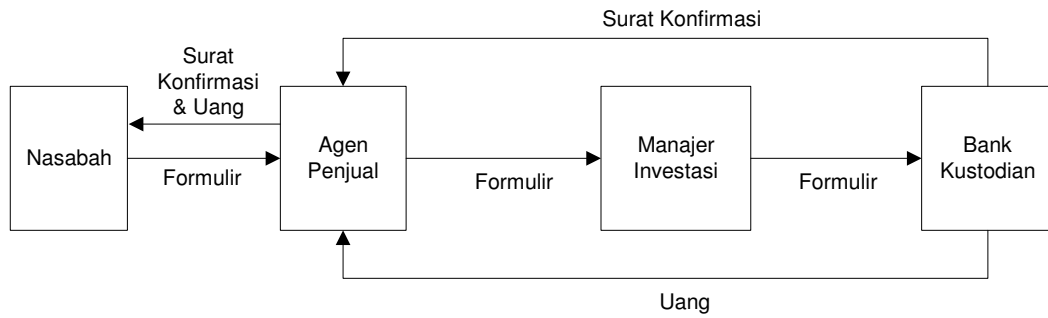 Surat Konfirmasi
Surat
Konfirmasi
& Uang
Nasabah
Formulir
Agen
Penjual
Formulir
Manajer
Investasi
Formulir
Bank
Kustodian
Uang